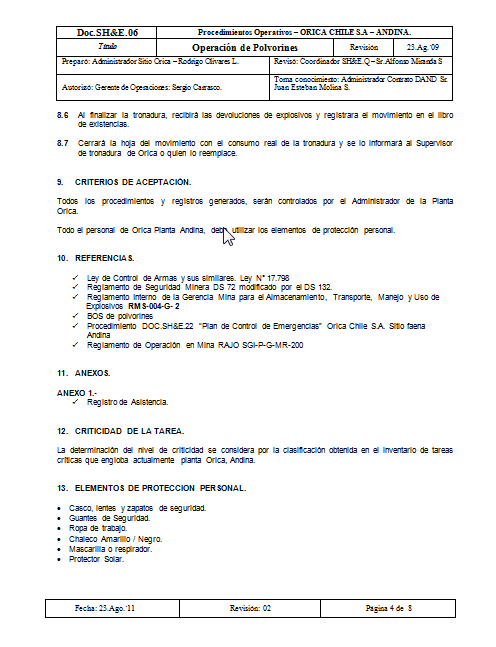 Doc.SH&E.06
Procedimientos Operativos – ORICA CHILE S.A – ANDINA.
Título
Operación de Polvorines
Revisión
23.Ag.´09
Preparó: Administrador Sitio Orica – Rodrigo Olivares L.
Revisó: Coordinador SH&E.Q – Sr.Alfonso Miranda S
Autorizó: Gerente de Operaciones: Sergio Carrasco.
Toma conocimiento: Administrador Contrato DAND Sr.
Juan Esteban Molina S.
8.6 Al finalizar la tronadura, recibirá las devoluciones de explosivos y registrara el movimiento en el libro
de existencias.
8.7 Cerrará la hoja del movimiento con el consumo real de la tronadura y se lo informará al Supervisor
de tronadura de Orica o quien lo reemplace.
9. CRITERIOS DE ACEPTACIÓN.
Todos los procedimientos y registros generados, serán controlados por el Administrador de la Planta
Orica.
Todo el personal de Orica Planta Andina, debe utilizar los elementos de protección personal.
10. REFERENCIAS.
✓ Ley de Control de Armas y sus similares. Ley N° 17.798
✓ Reglamento de Seguridad Minera DS 72 modificado por el DS 132.
✓ Reglamento Interno de la Gerencia Mina para el Almacenamiento, Transporte, Manejo y Uso de
Explosivos RMS-004-G- 2
✓ BOS de polvorines
✓ Procedimiento DOC.SH&E.22 "Plan de Control de Emergencias" Orica Chile S.A. Sitio faena
Andina
✓ Reglamento de Operación en Mina RAJO SGI-P-G-MR-200
11. ANEXOS.
ANEXO 1.-
✓ Registro de Asistencia.
12. CRITICIDAD DE LA TAREA.
La determinación del nivel de criticidad se considera por la clasificación obtenida en el inventario de tareas
críticas que engloba actualmente planta Orica, Andina.
13. ELEMENTOS DE PROTECCION PERSONAL.
• Casco, lentes y zapatos de seguridad.
• Guantes de Seguridad.
• Ropa de trabajo.
• Chaleco Amarillo / Negro.
• Mascarilla o respirador.
• Protector Solar.
Fecha: 23.Ago.´11
Revisión: 02
Página 4 de 8